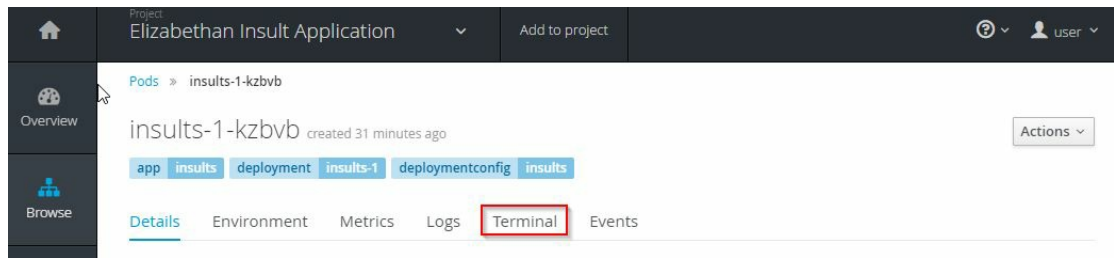 Project
Elizabethan Insult Application
Add to project
user
Pods » insults-1-kzbvb
Overview
insults-1-kzbvb created 31 minutes ago
Actions
app insults deployment insults-1 deploymentconfig insults
Browse
Details Environment Metrics Logs Terminal Events